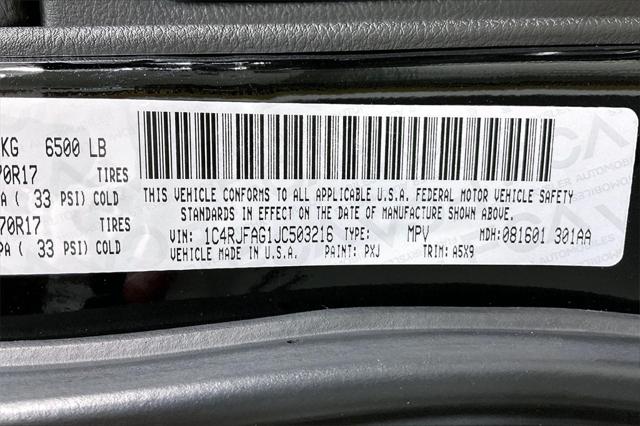 KG 6500 LB
70R17 TIRES
A ( 33 PSI) COLD
70R17 TIRES
PA ( 33 PSI) COLD
THIS VEHICLE CONFORMS TO ALL APPLICABLE U.S.A. FEDERAL MOTOR VEHICLE SAFETY
STANDARDS IN EFFECT ON THE DATE OF MANUFACTURE SHOWN ABOVE.
VIN: 1C4RJFAG1JC503216 TYPE: MPV MDH:081601 301AA
VEHICLE MADE IN U.S.A. PAINT: PXJ TRIM: A5X9